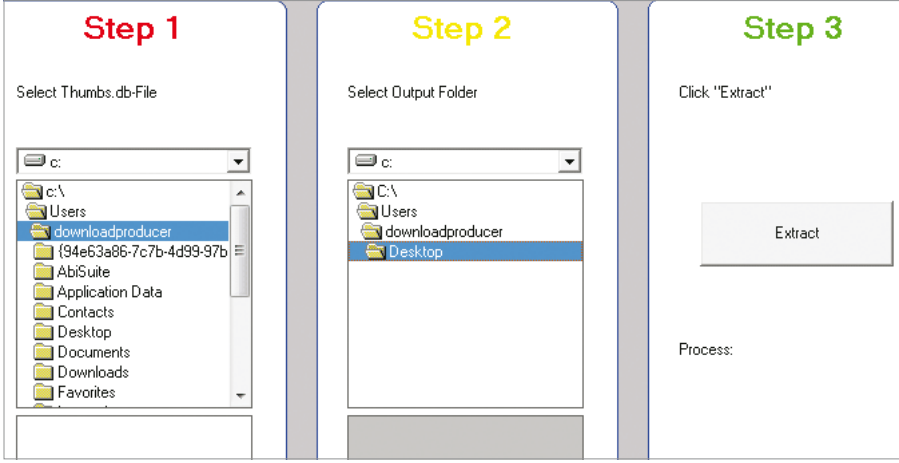 Step 1
Select Thumbs.db-File
c:
c:\
Users
downloadproducer
{94e63a86-7c7b-4d99-97b
AbiSuite
Application Data
Contacts
Desktop
Documents
Downloads
Favorites
Step 2
Select Output Folder
c:
C:\
Users
downloadproducer
Desktop
Step 3
Click "Extract"
Extract
Process: